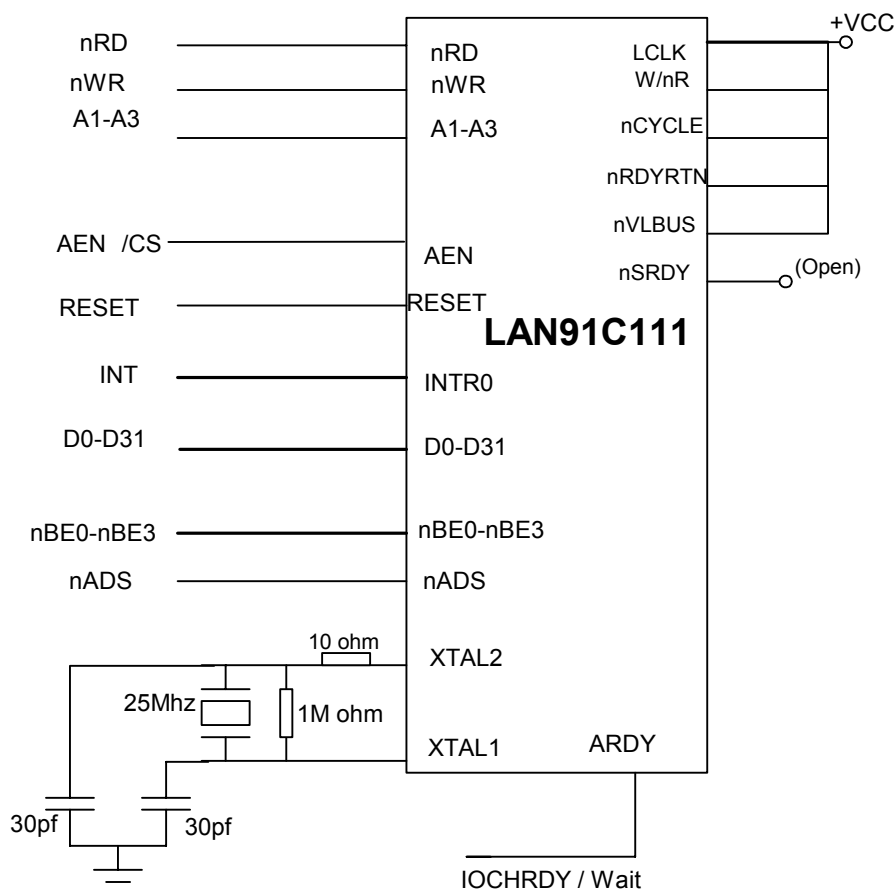 +VCC
nRD
nRD
LCLK
nWR
nWR
W/nR
A1-A3
A1-A3
nCYCLE
nRDYRTN
nVLBUS
AEN /CS
AEN
nSRDY
(Open)
RESET
RESET
LAN91C111
INT
INTR0
D0-D31
D0-D31
nBE0-nBE3
nBE0-nBE3
nADS
nADS
10 ohm
XTAL2
25Mhz
1M ohm
XTAL1
ARDY
30pf
30pf
IOCHRDY / Wait